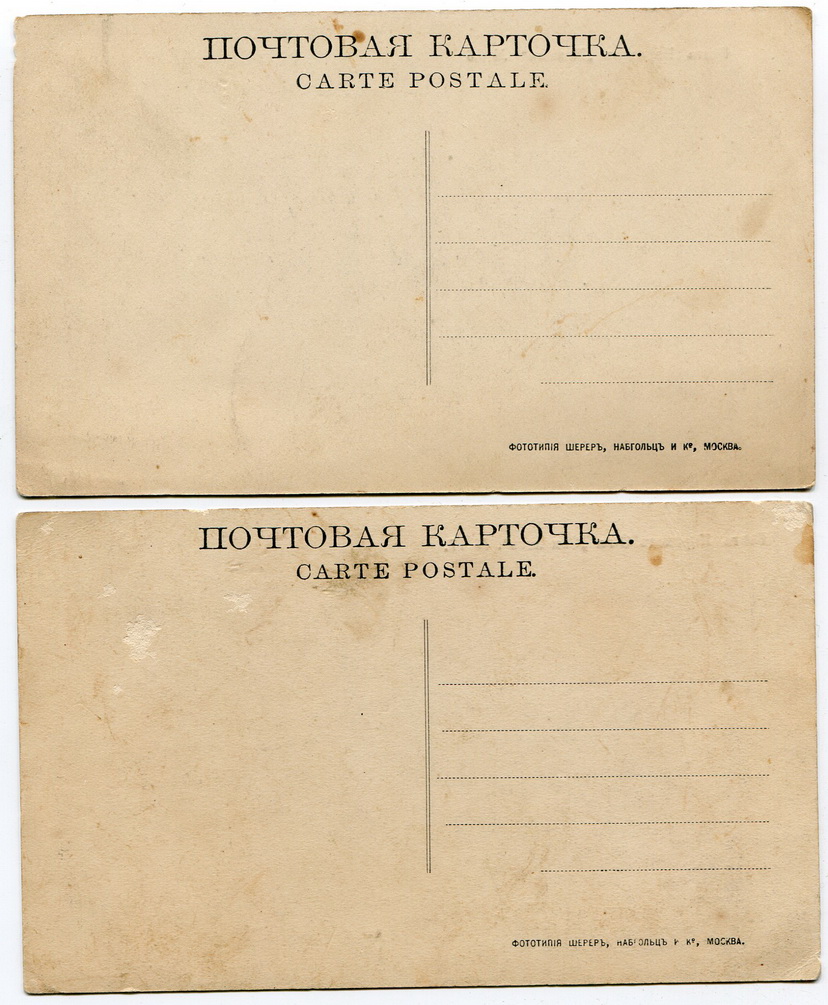 ПОЧТОВАЯ КАРТОЧКА.
CARTE POSTALE.
ФОТОТИПІЯ ШЕРЕРЪ, НАБГОЛЬЦЪ И Кº, МОСКВА.
ПОЧТОВАЯ КАРТОЧКА.
CARTE POSTALE.
ФОТОТИПІЯ ШЕРЕРЪ, НАБГОЛЬЦЪ И Кº, МОСКВА.